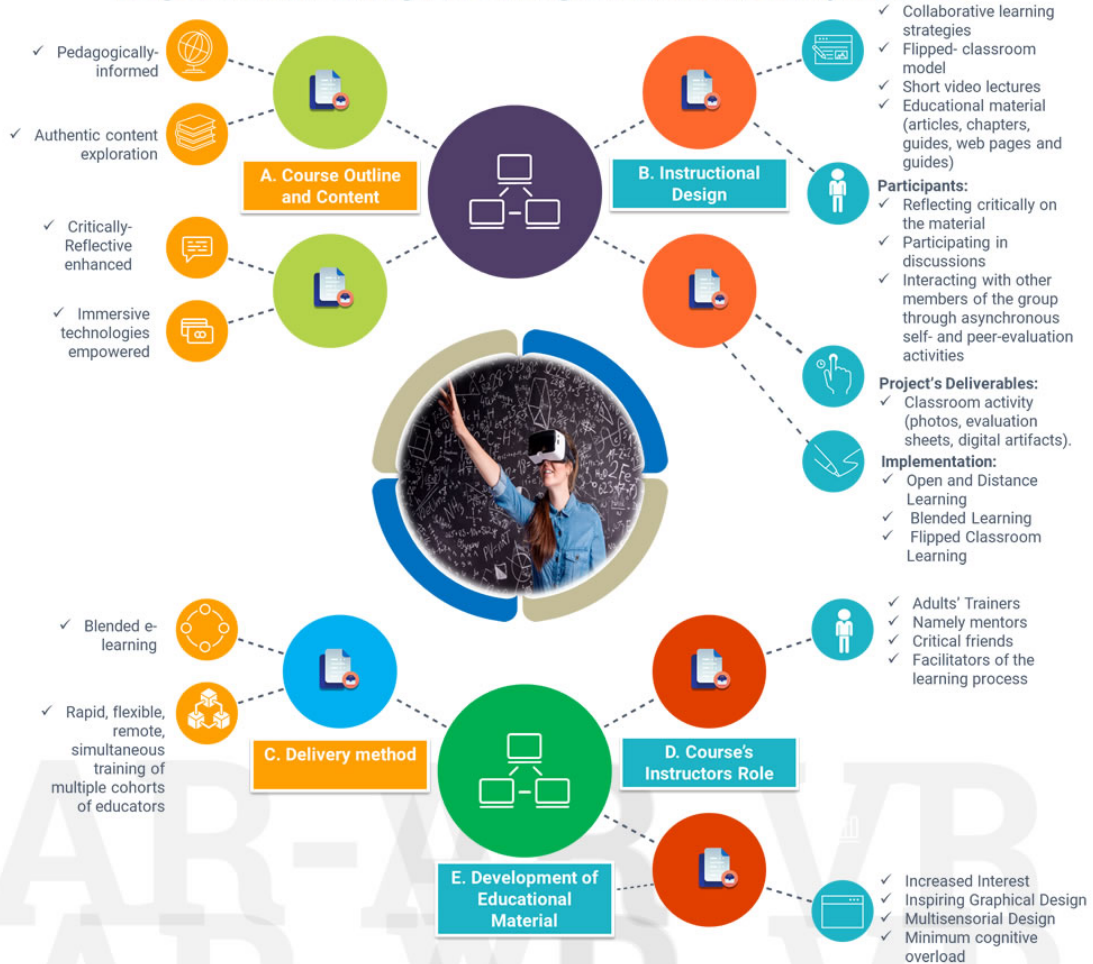 ✓ Pedagogically-
informed
✓ Authentic content
exploration
A. Course Outline
and Content
✓ Critically-
Reflective
enhanced
✓ Immersive
technologies
empowered
B. Instructional
Design
✓ Collaborative learning
strategies
✓ Flipped- classroom
model
✓ Short video lectures
✓ Educational material
(articles, chapters,
guides, web pages and
guides)
Participants:
✓ Reflecting critically on
the material
✓ Participating in
discussions
✓ Interacting with other
members of the group
through asynchronous
self- and peer-evaluation
activities
Project's Deliverables:
✓ Classroom activity
(photos, evaluation
sheets, digital artifacts).
Implementation:
✓ Open and Distance
Learning
✓ Blended Learning
✓ Flipped Classroom
Learning
✓ Blended e-
learning
✓ Rapid, flexible,
remote,
simultaneous
training of
multiple cohorts
of educators
C. Delivery method
D. Course's
Instructors Role
✓ Adults' Trainers
✓ Namely mentors
✓ Critical friends
✓ Facilitators of the
learning process
E. Development of
Educational
Material
✓ Increased Interest
✓ Inspiring Graphical Design
✓ Multisensorial Design
✓ Minimum cognitive
overload